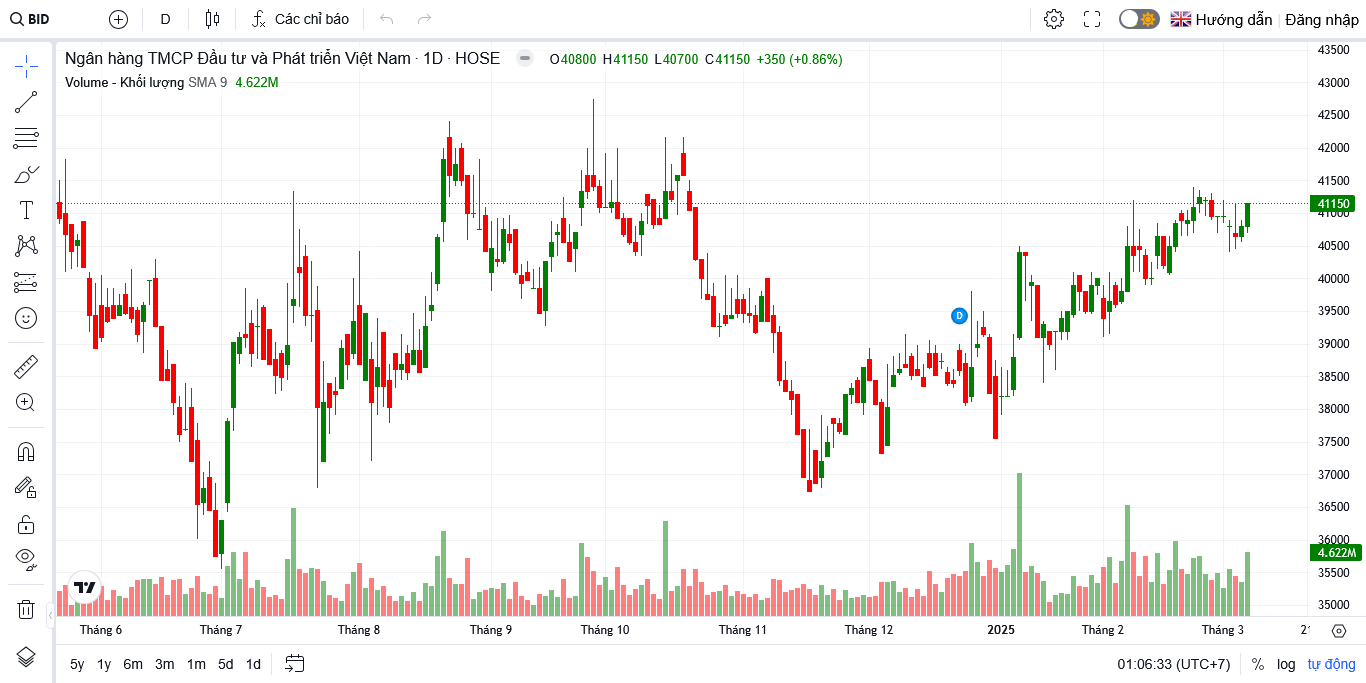 BID D Các chỉ báo Hướng dẫn Đăng nhập
Ngân hàng TMCP Đầu tư và Phát triển Việt Nam · 1D · HOSE O40800 H41150 L40700 C41150 +350 (+0.86%)
Volume - Khối lượng SMA 9 4.622M
43500
43000
42500
42000
41500
41150
41000
40500
40000
39500
39000
38500
38000
37500
37000
36500
36000
4.622M
35500
35000
D
Tháng 6 Tháng 7 Tháng 8 Tháng 9 Tháng 10 Tháng 11 Tháng 12 2025 Tháng 2 Tháng 3
5y 1y 6m 3m 1m 5d 1d 01:06:33 (UTC+7) % log tự động